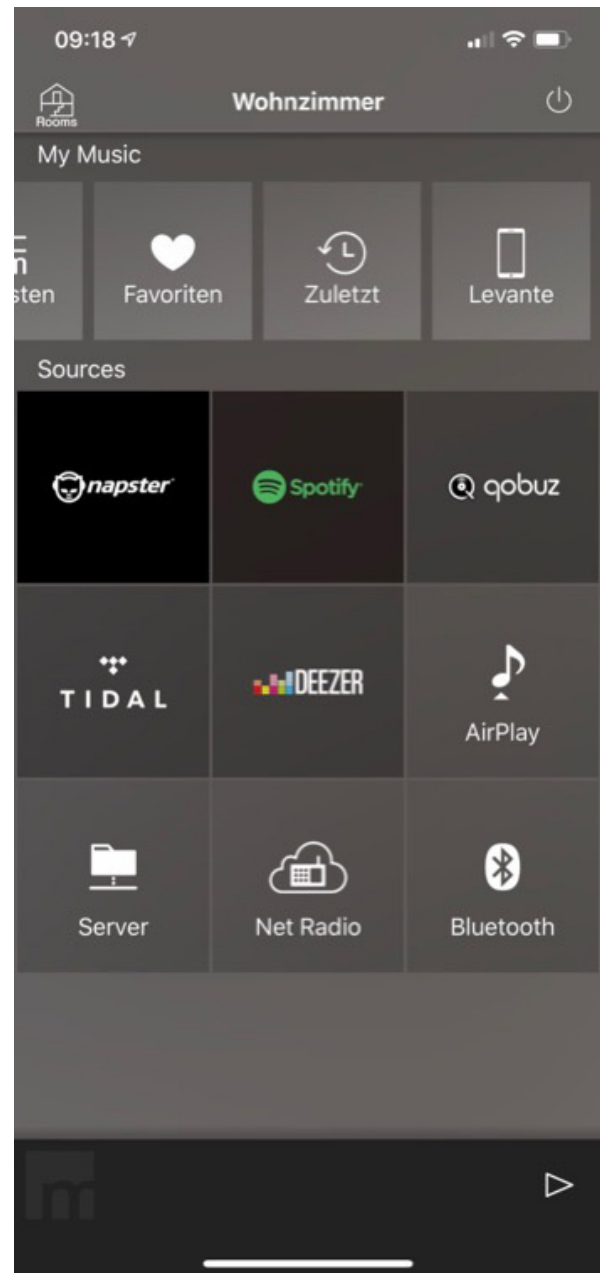 09:18
Rooms
Wohnzimmer
My Music
sten
Favoriten
Zuletzt
Levante
Sources
napster
Spotify
qobuz
TIDAL
DEEZER
AirPlay
Server
Net Radio
Bluetooth
m